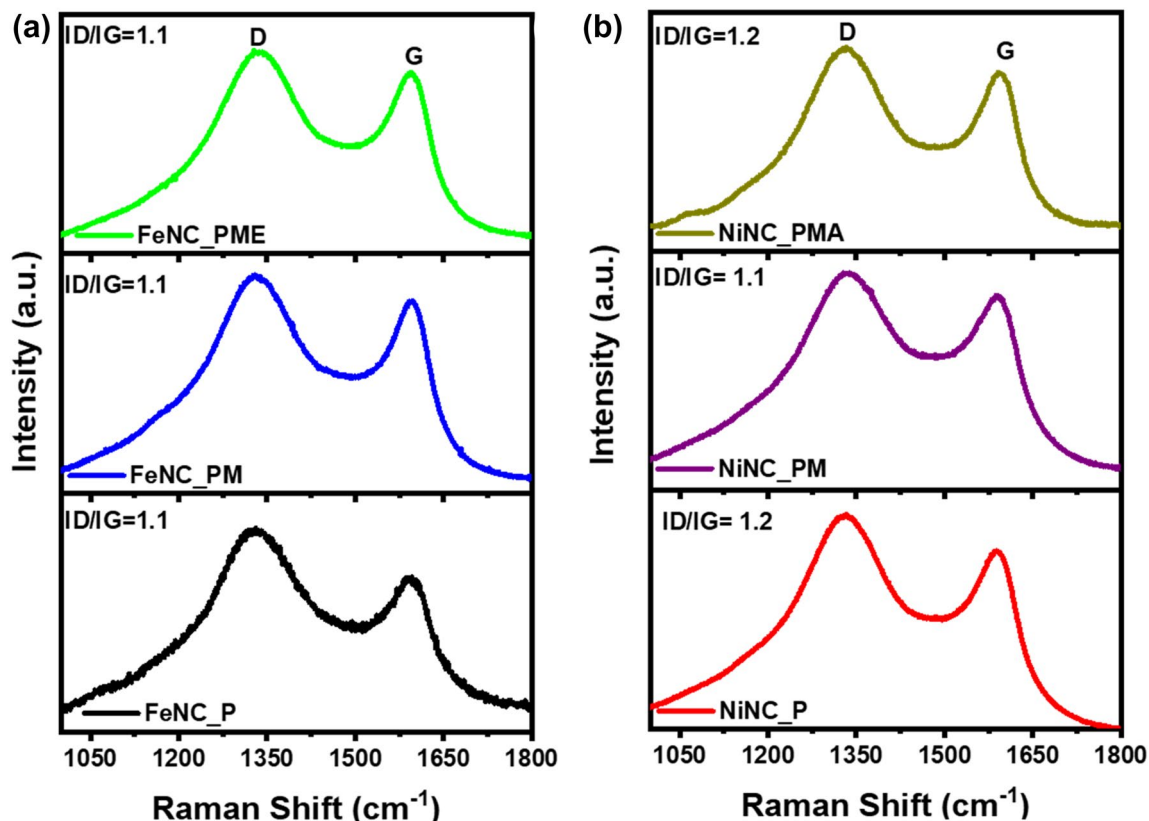 (a)
ID/IG=1.1
D
G
FeNC_PME
ID/IG=1.1
FeNC_PM
ID/IG=1.1
FeNC_P
1050 1200 1350 1500 1650 1800
Raman Shift (cm⁻¹)
Intensity (a.u.)
(b)
ID/IG=1.2
D
G
NiNC_PMA
ID/IG= 1.1
NiNC_PM
ID/IG= 1.2
NiNC_P
1050 1200 1350 1500 1650 1800
Raman Shift (cm⁻¹)
Intensity (a.u.)